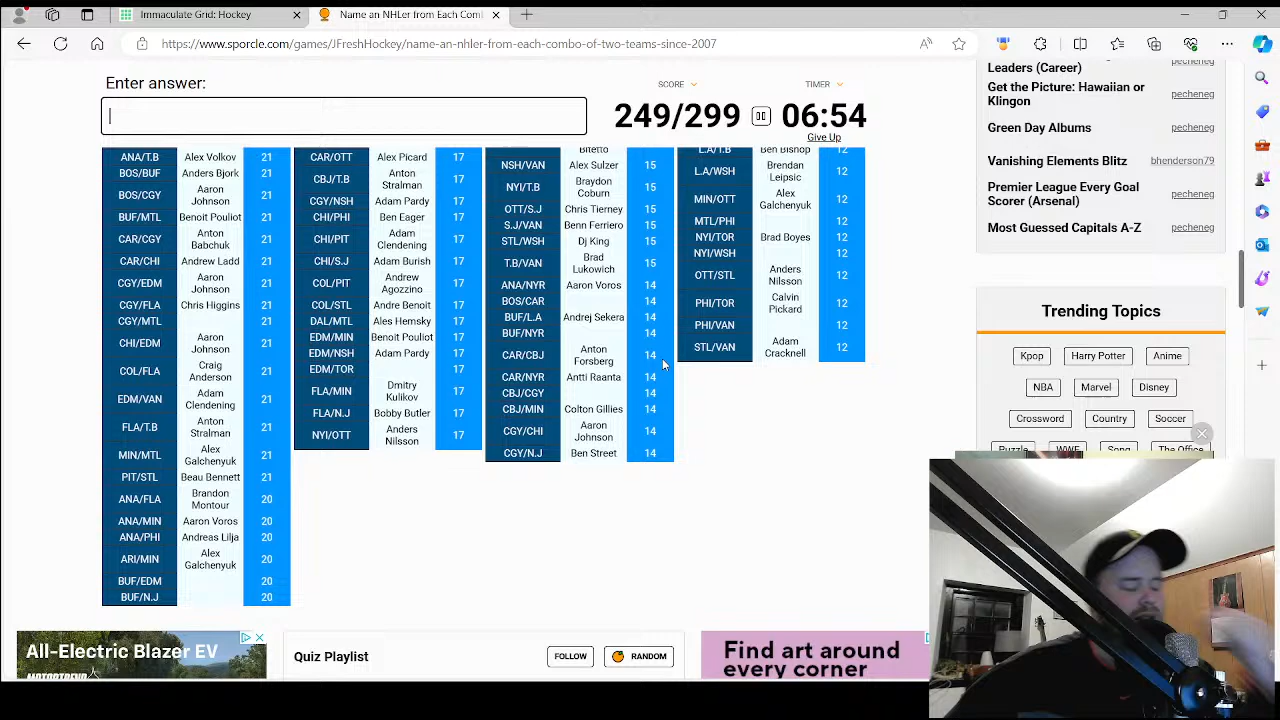 Immaculate Grid: Hockey
Name an NHLer from Each Comb
https://www.sporcle.com/games/JFreshHockey/name-an-nhler-from-each-combo-of-two-teams-since-2007
Enter answer:
SCORE
249/299
TIMER
06:54
Give Up
ANA/T.B Alex Volkov 21
BOS/BUF Anders Bjork 21
BOS/CGY Aaron Johnson 21
BUF/MTL Benoit Pouliot 21
CAR/CGY Anton Babchuk 21
CAR/CHI Andrew Ladd 21
CGY/EDM Aaron Johnson 21
CGY/FLA Chris Higgins 21
CGY/MTL 21
CHI/EDM Aaron Johnson 21
COL/FLA Craig Anderson 21
EDM/VAN Adam Clendening 21
FLA/T.B Anton Stralman 21
MIN/MTL Alex Galchenyuk 21
PIT/STL Beau Bennett 21
ANA/FLA Brandon Montour 20
ANA/MIN Aaron Voros 20
ANA/PHI Andreas Lilja 20
ARI/MIN Alex Galchenyuk 20
BUF/EDM 20
BUF/N.J 20
CAR/OTT Alex Picard 17
CBJ/T.B Anton Stralman 17
CGY/NSH Adam Pardy 17
CHI/PHI Ben Eager 17
CHI/PIT Adam Clendening 17
CHI/S.J Adam Burish 17
COL/PIT Andrew Agozzino 17
COL/STL Andre Benoit 17
DAL/MTL Ales Hemsky 17
EDM/MIN Benoit Pouliot 17
EDM/NSH Adam Pardy 17
EDM/TOR 17
FLA/MIN Dmitry Kulikov 17
FLA/N.J Bobby Butler 17
NYI/OTT Anders Nilsson 17
Bitetto
NSH/VAN Alex Sulzer 15
NYI/T.B Braydon Coburn 15
OTT/S.J Chris Tierney 15
S.J/VAN Benn Ferriero 15
STL/WSH Dj King 15
T.B/VAN Brad Lukowich 15
ANA/NYR Aaron Voros 14
BOS/CAR 14
BUF/L.A Andrej Sekera 14
BUF/NYR 14
CAR/CBJ Anton Forsberg 14
CAR/NYR Antti Raanta 14
CBJ/CGY 14
CBJ/MIN Colton Gillies 14
CGY/CHI Aaron Johnson 14
CGY/N.J Ben Street 14
L.A/T.B Ben Bishop 12
L.A/WSH Brendan Leipsic 12
MIN/OTT Alex Galchenyuk 12
MTL/PHI 12
NYI/TOR Brad Boyes 12
NYI/WSH 12
OTT/STL Anders Nilsson 12
PHI/TOR Calvin Pickard 12
PHI/VAN 12
STL/VAN Adam Cracknell 12
Leaders (Career) pecheneg
Get the Picture: Hawaiian or Klingon pecheneg
Green Day Albums pecheneg
Vanishing Elements Blitz bhenderson79
Premier League Every Goal Scorer (Arsenal) pecheneg
Most Guessed Capitals A-Z pecheneg
Trending Topics
Kpop Harry Potter Anime
NBA Marvel Disney
Crossword Country Soccer
Puzzle WWE Song The Office
All-Electric Blazer EV
Quiz Playlist
FOLLOW
RANDOM
Find art around
every corner